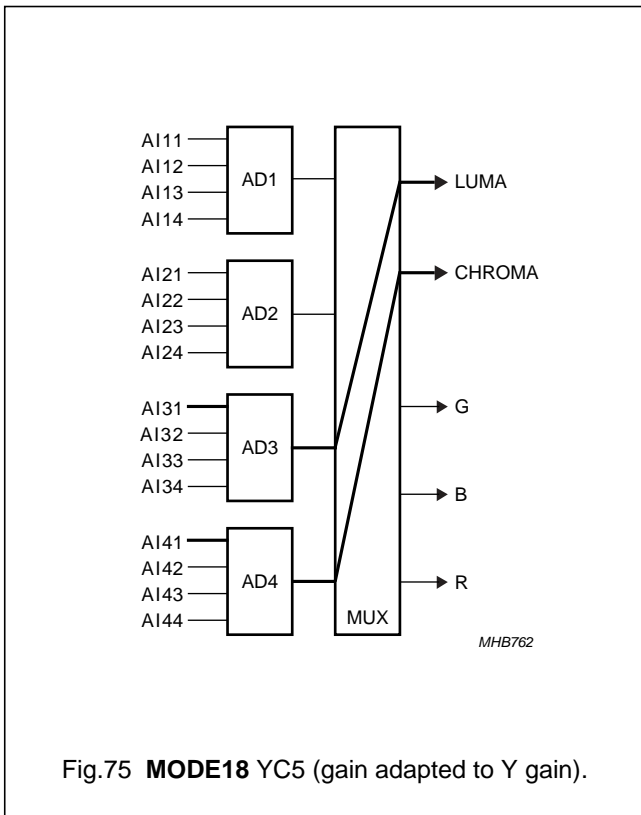 AI11
AI12
AI13
AI14
AD1
AI21
AI22
AI23
AI24
AD2
AI31
AI32
AI33
AI34
AD3
AI41
AI42
AI43
AI44
AD4
MUX
LUMA
CHROMA
G
B
R
MHB762
Fig.75 MODE18 YC5 (gain adapted to Y gain).